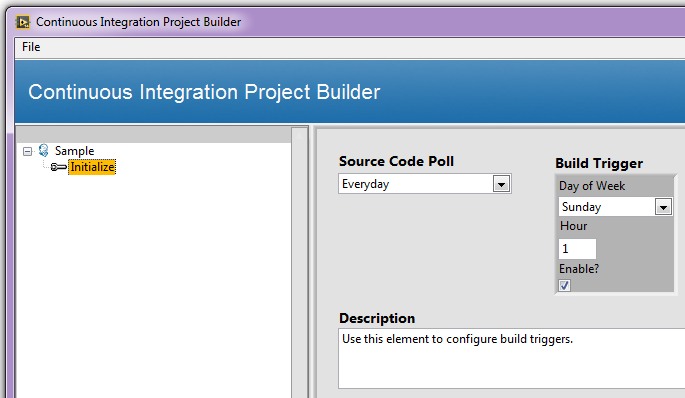 Continuous Integration Project Builder
File
Continuous Integration Project Builder
Sample
Initialize
Source Code Poll
Everyday
Build Trigger
Day of Week
Sunday
Hour
1
Enable?
Description
Use this element to configure build triggers.